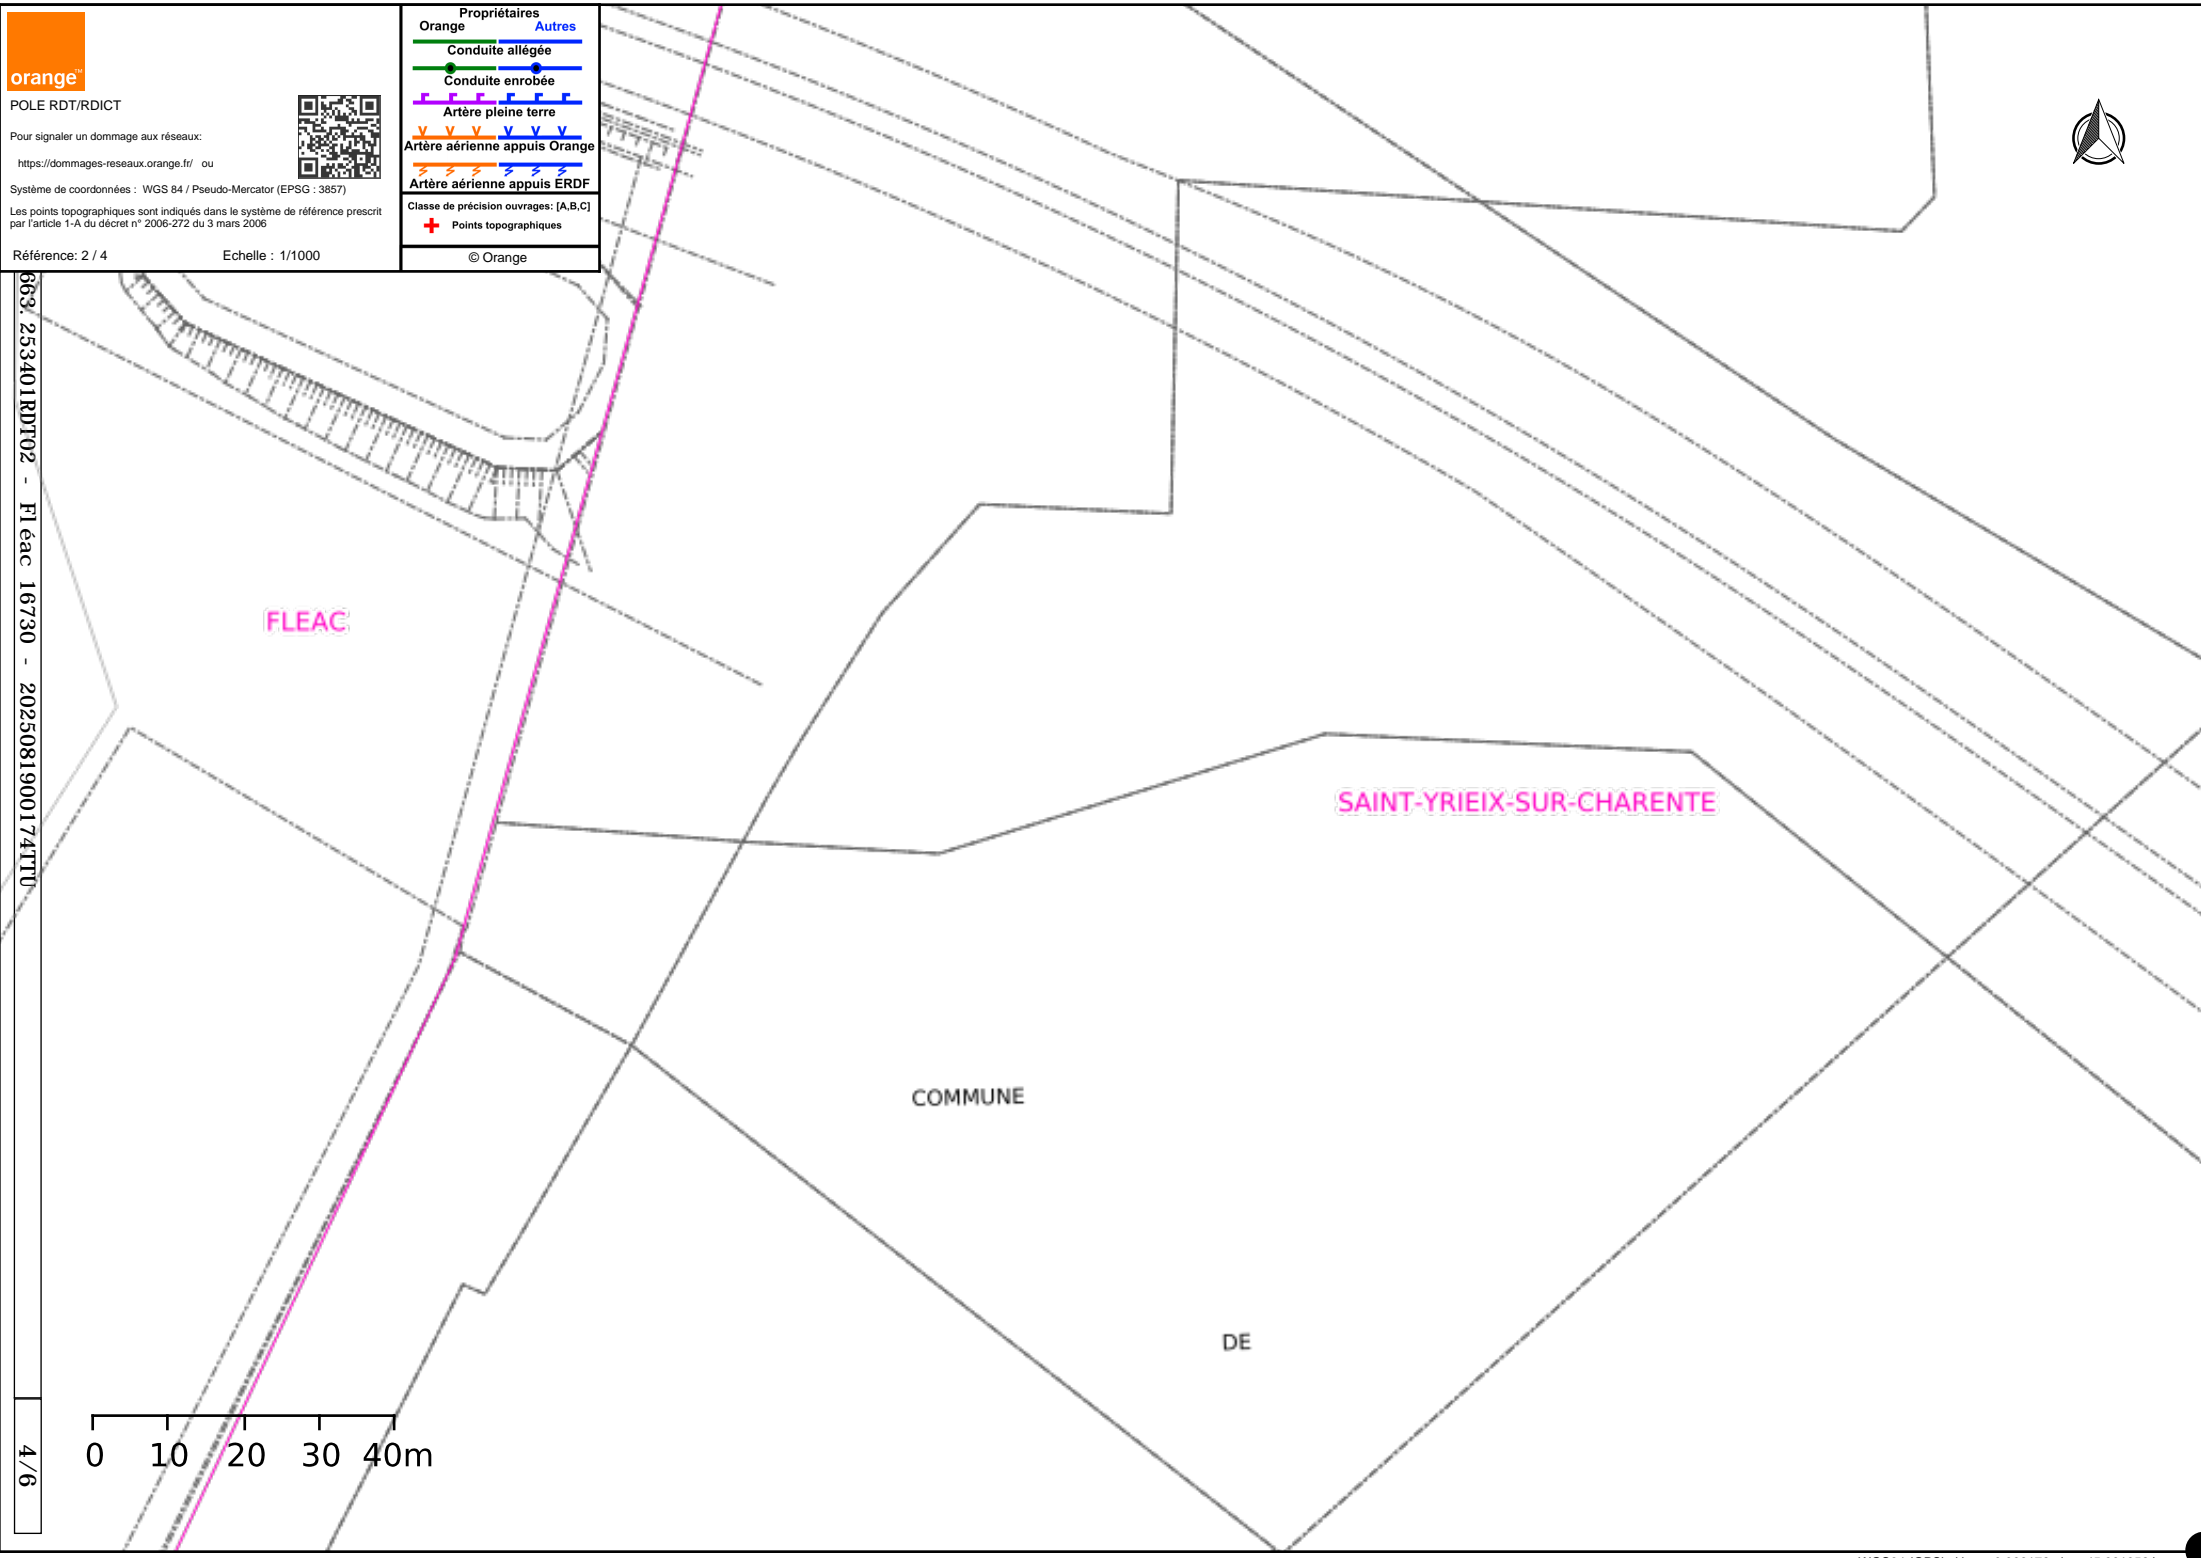 orange™
POLE RDT/RDICT
Pour signaler un dommage aux réseaux:
https://dommages-reseaux.orange.fr/ ou
Système de coordonnées : WGS 84 / Pseudo-Mercator (EPSG : 3857)
Les points topographiques sont indiqués dans le système de référence prescrit
par l'article 1-A du décret n° 2006-272 du 3 mars 2006
Référence: 2 / 4
Echelle : 1/1000
Propriétaires
Orange
Autres
Conduite allégée
Conduite enrobée
Artère pleine terre
Artère aérienne appuis Orange
Artère aérienne appuis ERDF
Classe de précision ouvrages: [A,B,C]
Points topographiques
© Orange
663. 253401RDT02 - Fléac 16730 - 2025081900174TTU
4/6
FLEAC
SAINT-YRIEIX-SUR-CHARENTE
COMMUNE
DE
0 10 20 30 40m